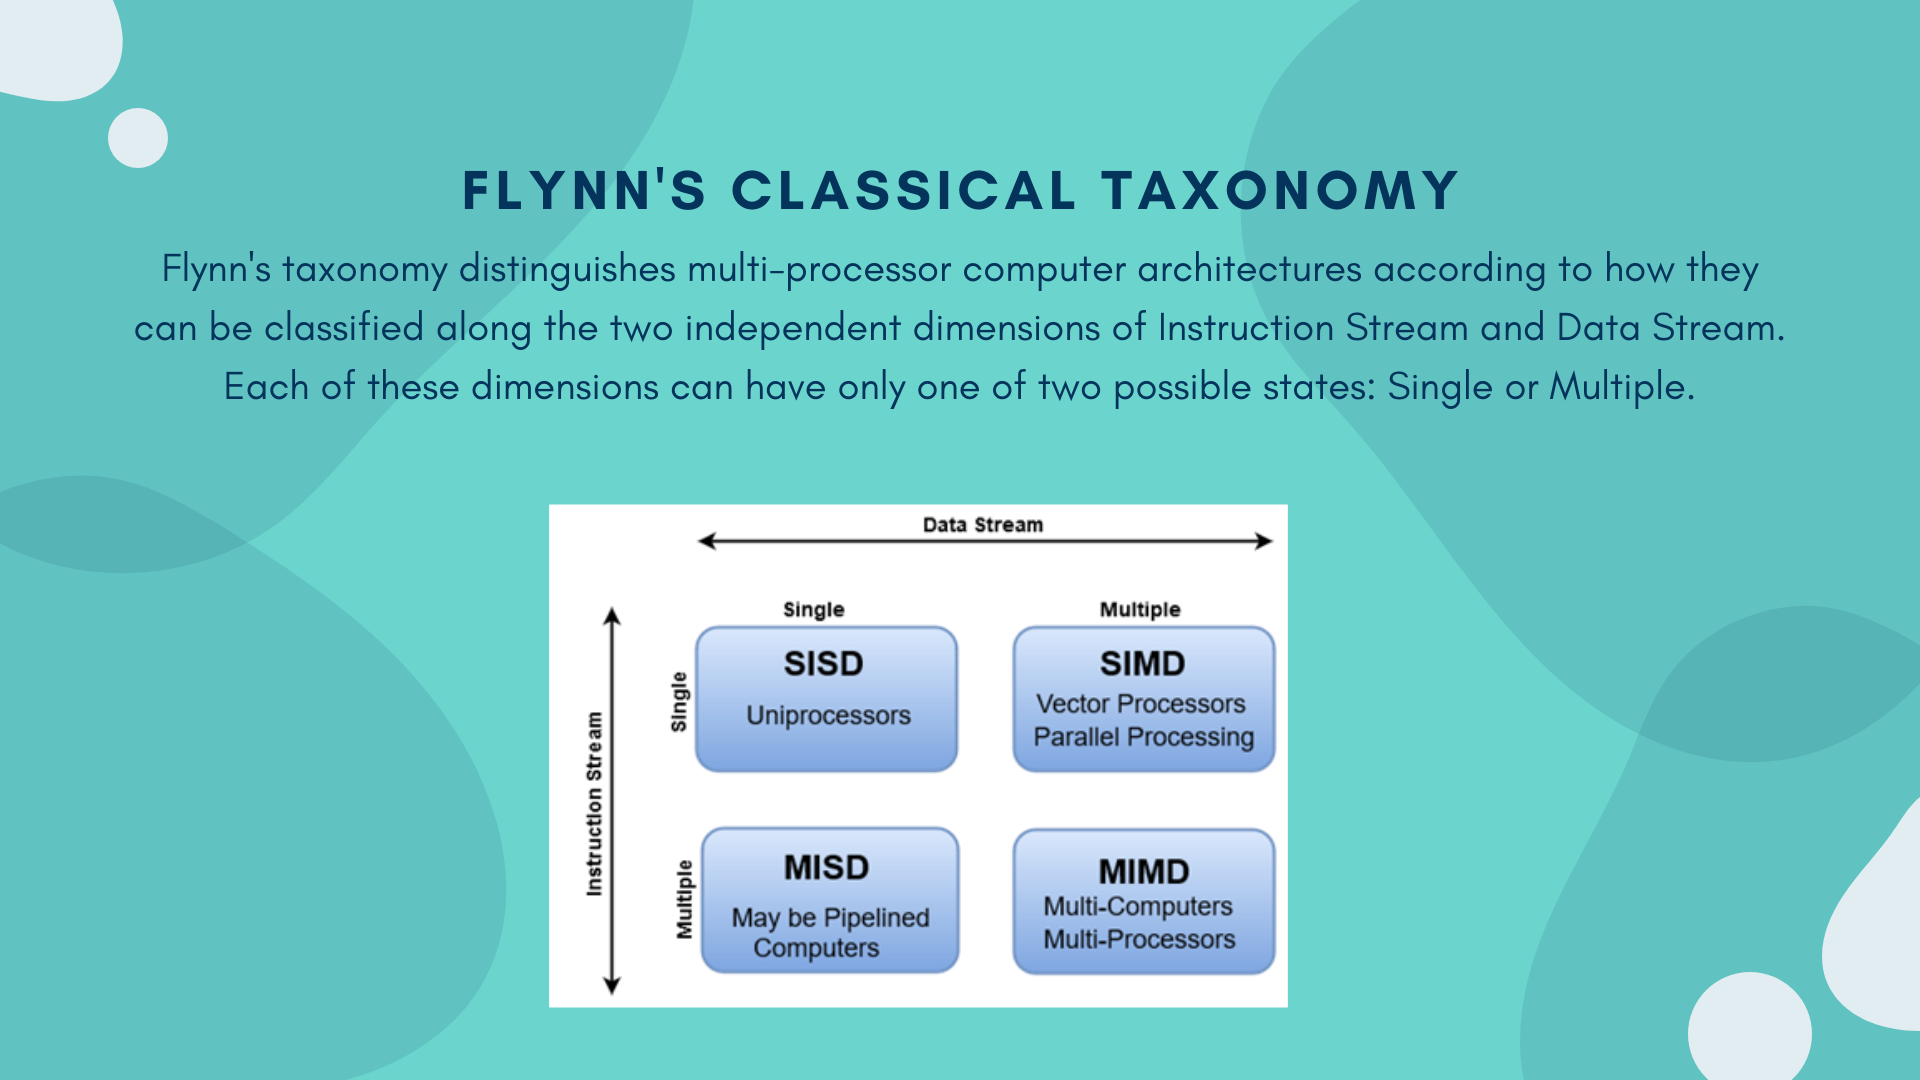 FLYNN'S CLASSICAL TAXONOMY
Flynn's taxonomy distinguishes multi-processor computer architectures according to how they
can be classified along the two independent dimensions of Instruction Stream and Data Stream.
Each of these dimensions can have only one of two possible states: Single or Multiple.
Data Stream
Single
Multiple
Instruction Stream
Single
SISD
Uniprocessors
SIMD
Vector Processors
Parallel Processing
Multiple
MISD
May be Pipelined
Computers
MIMD
Multi-Computers
Multi-Processors